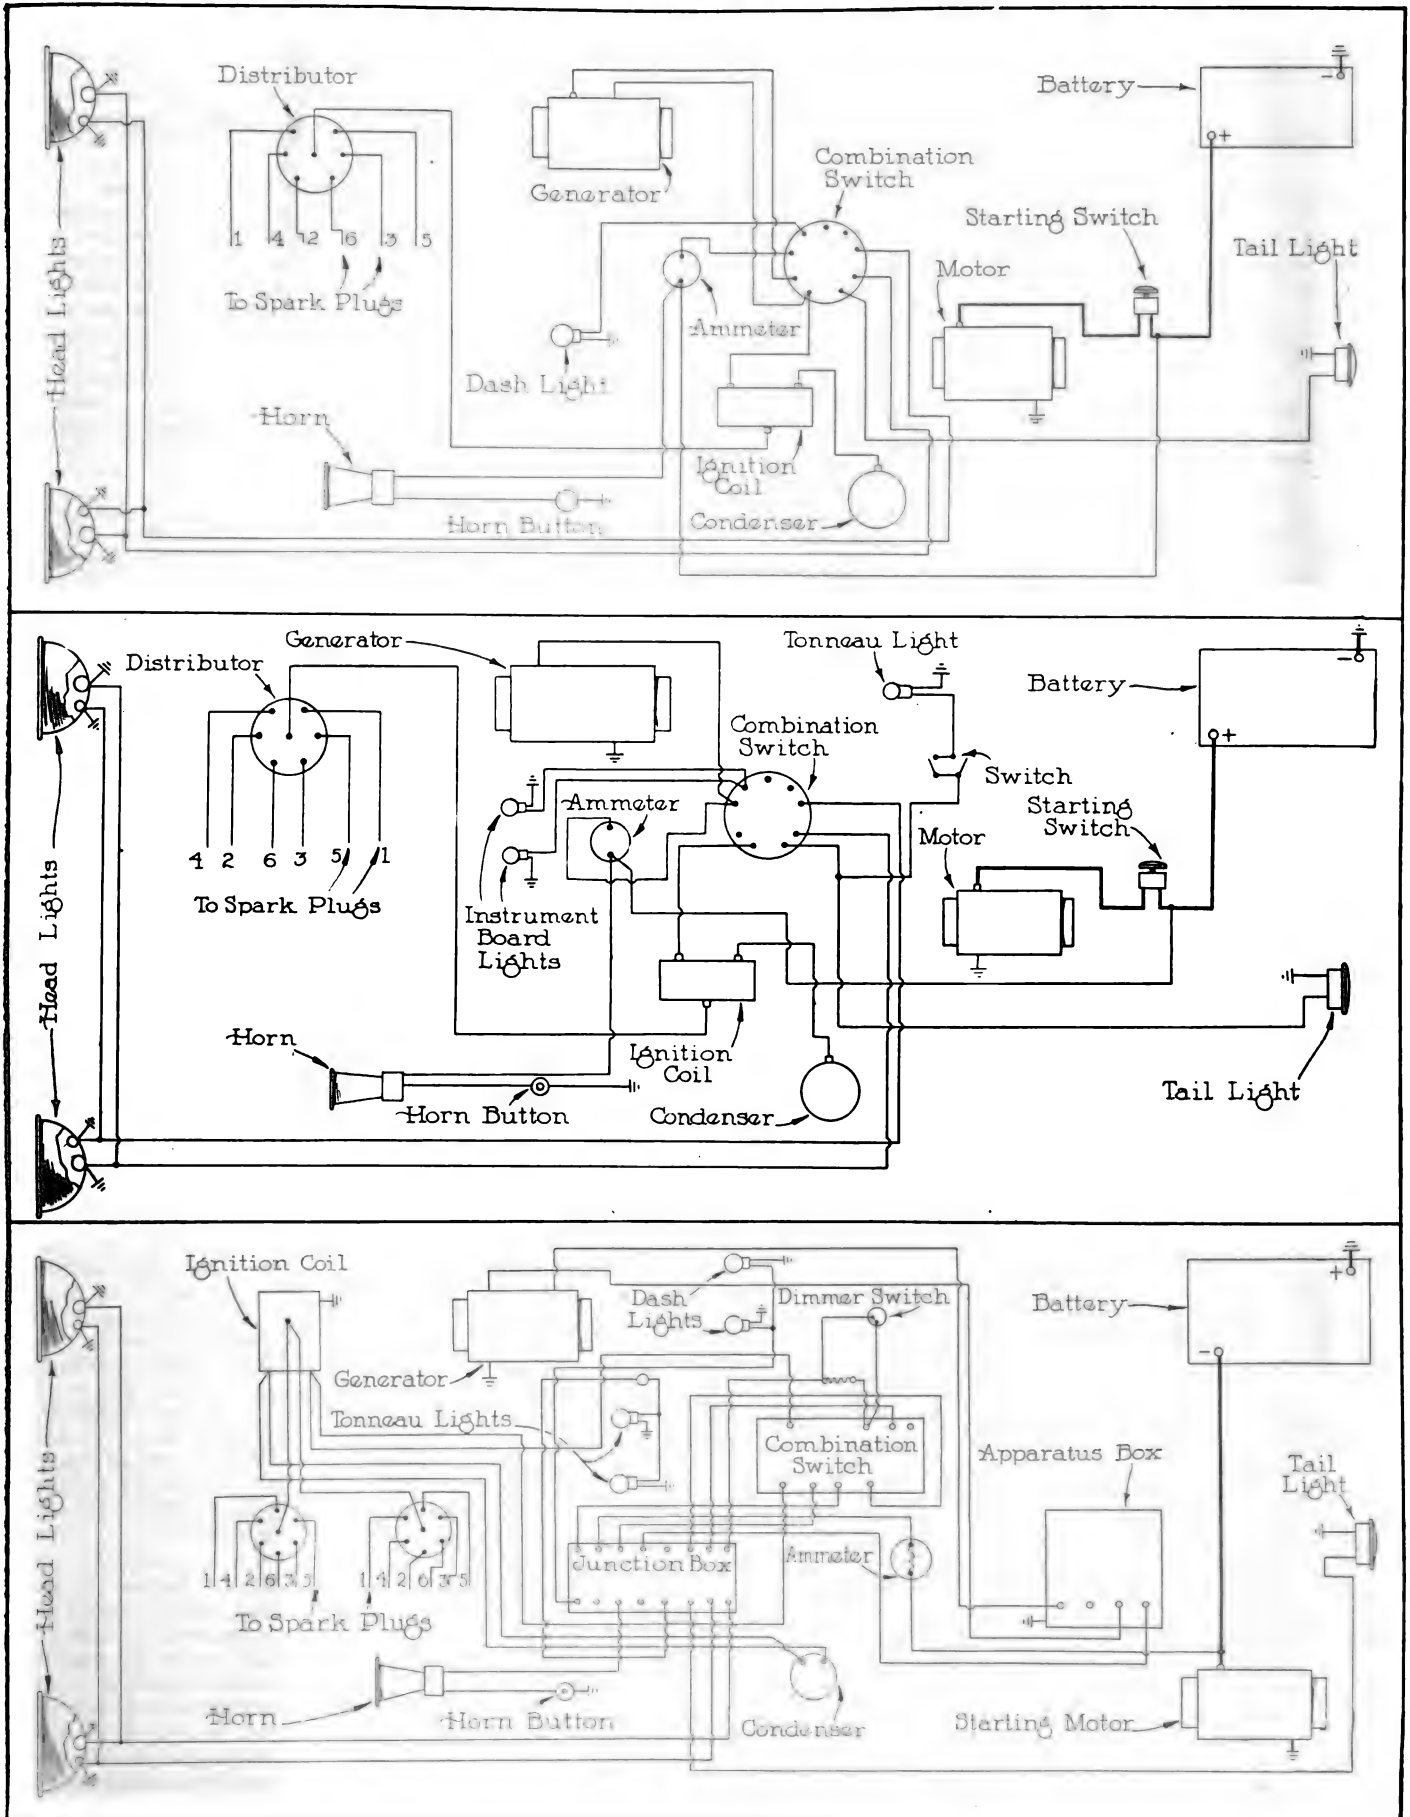 Distributor
Generator
Combination
Switch
Battery
-
+
Starting Switch
Tail Light
Motor
1 4 2 6 3 5
To Spark Plugs
Head Lights
Ammeter
Dash Light
Horn
Ignition
Coil
Horn Button
Condenser
Generator
Tonneau Light
Distributor
Battery
-
+
Combination
Switch
Switch
Starting
Switch
Ammeter
Motor
4 2 6 3 5 1
To Spark Plugs
Head Lights
Instrument
Board
Lights
Horn
Ignition
Coil
Horn Button
Condenser
Tail Light
Ignition Coil
Dash
Lights
Dimmer Switch
Battery
+
-
Generator
Tonneau Lights
Combination
Switch
Apparatus Box
Tail
Light
Head Lights
Junction Box
Ammeter
1 4 2 6 3 5
1 4 2 6 3 5
To Spark Plugs
Horn
Horn Button
Condenser
Starting Motor